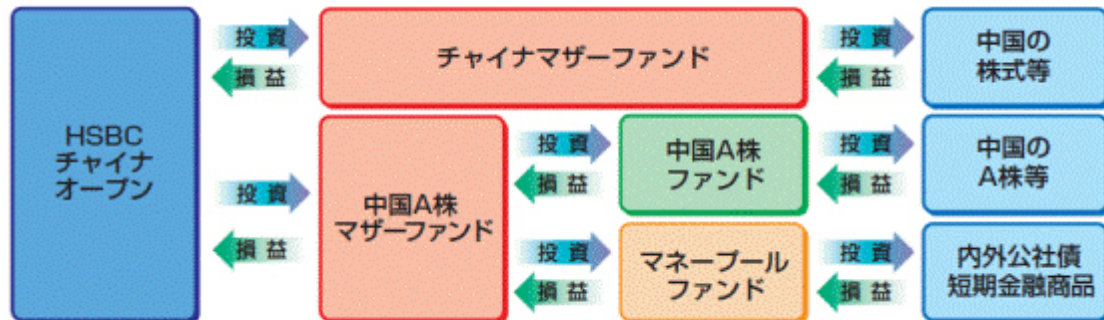 HSBC
チャイナ
オープン
投資
損益
チャイナマザーファンド
投資
損益
中国の
株式等
投資
損益
中国A株
マザーファンド
投資
損益
中国A株
ファンド
投資
損益
中国の
A株等
投資
損益
マネープール
ファンド
投資
損益
内外公社債
短期金融商品